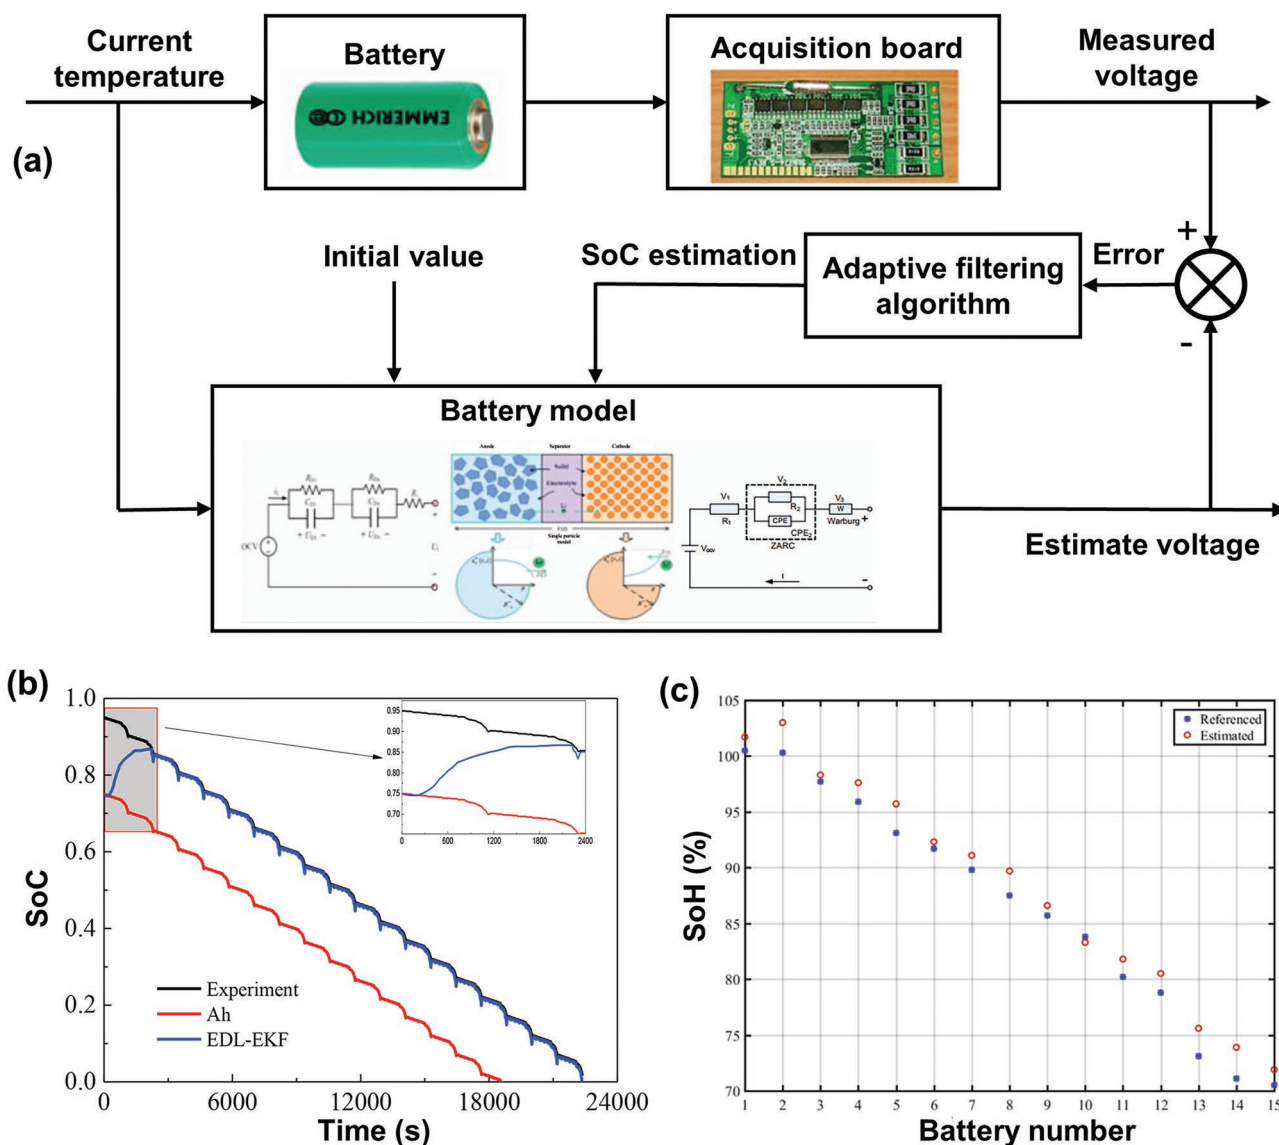 (a)
Current
temperature
Battery
EMMERICH
Acquisition board
Measured
voltage
Initial value
SoC estimation
Adaptive filtering
algorithm
Error
+
-
Battery model
Anode
Separator
Cathode
Solid
Electrolyte
Single particle
model
OCV
V1
R1
V2
R2
CPE
CPE2
ZARC
V3
W
Warburg
+
-
VOCV
I
Estimate voltage
(b)
SoC
1.0
0.8
0.6
0.4
0.2
0.0
0
6000
12000
18000
24000
Time (s)
Experiment
Ah
EDL-EKF
0.95
0.90
0.85
0.80
0.75
0.70
0
600
1200
1800
2400
(c)
SoH (%)
105
100
95
90
85
80
75
70
1 2 3 4 5 6 7 8 9 10 11 12 13 14 15
Battery number
Referenced
Estimated